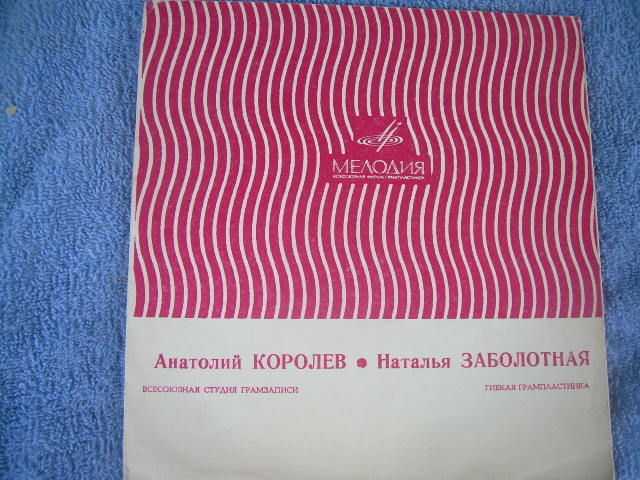 МЕЛОДИЯ
ВСЕСОЮЗНАЯ ФИРМА ГРАМПЛАСТИНОК
Анатолий КОРОЛЕВ ● Наталья ЗАБОЛОТНАЯ
ВСЕСОЮЗНАЯ СТУДИЯ ГРАМЗАПИСИ ГИБКАЯ ГРАМПЛАСТИНКА